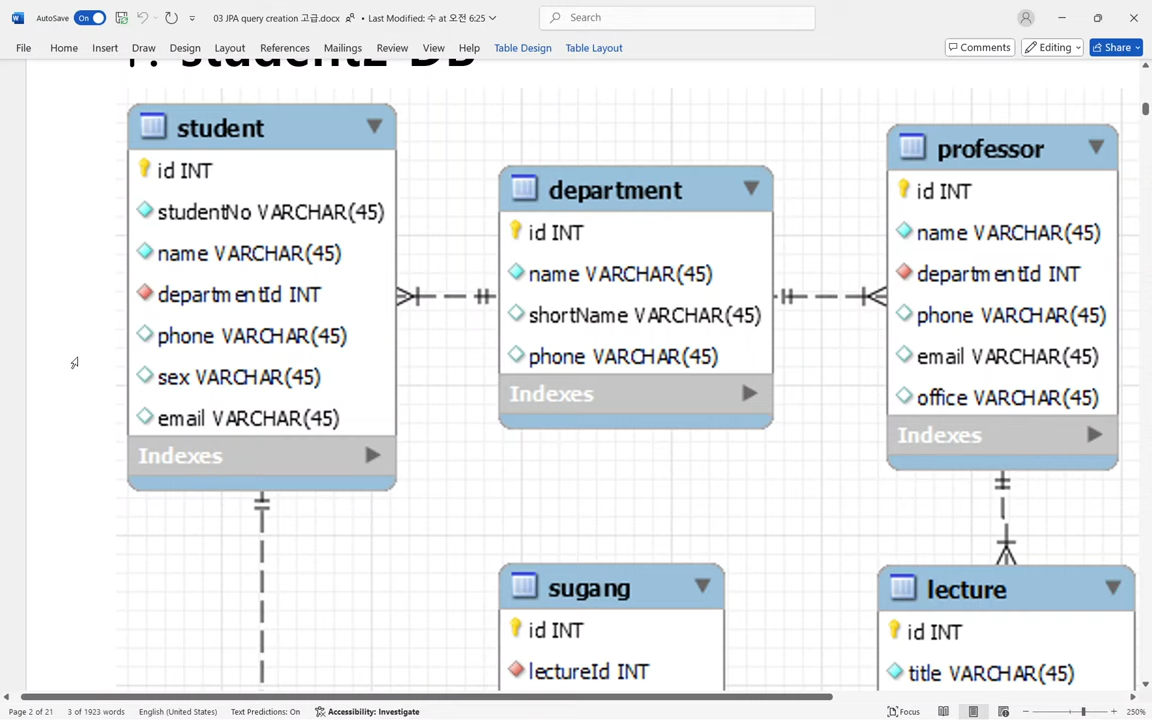 AutoSave On 03 JPA query creation 고급.docx • Last Modified: 수 at 오전 6:25 Search
File Home Insert Draw Design Layout References Mailings Review View Help Table Design Table Layout Comments Editing Share
student
id INT
studentNo VARCHAR(45)
name VARCHAR(45)
departmentId INT
phone VARCHAR(45)
sex VARCHAR(45)
email VARCHAR(45)
Indexes
department
id INT
name VARCHAR(45)
shortName VARCHAR(45)
phone VARCHAR(45)
Indexes
professor
id INT
name VARCHAR(45)
departmentId INT
phone VARCHAR(45)
email VARCHAR(45)
office VARCHAR(45)
Indexes
sugang
id INT
lectureId INT
lecture
id INT
title VARCHAR(45)
Page 2 of 21 3 of 1923 words English (United States) Text Predictions: On Accessibility: Investigate Focus 250%